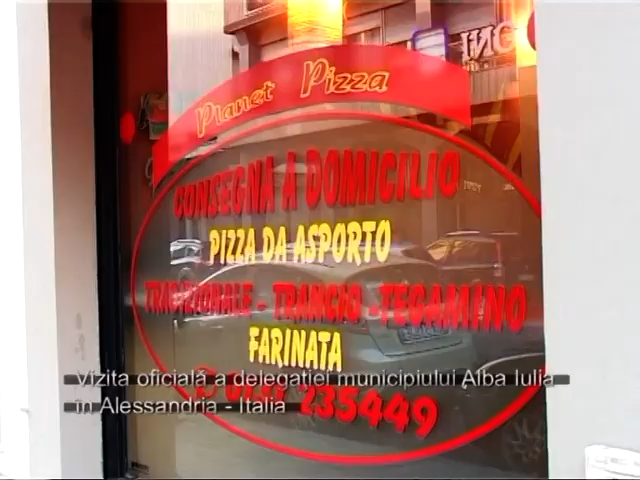 Planet Pizza
CONSEGNA A DOMICILIO
PIZZA DA ASPORTO
TRADIZIONALE - TRANCIO - TEGAMINO
FARINATA
235449
Vizita oficială a delegației municipiului Alba Iulia
în Alessandria - Italia